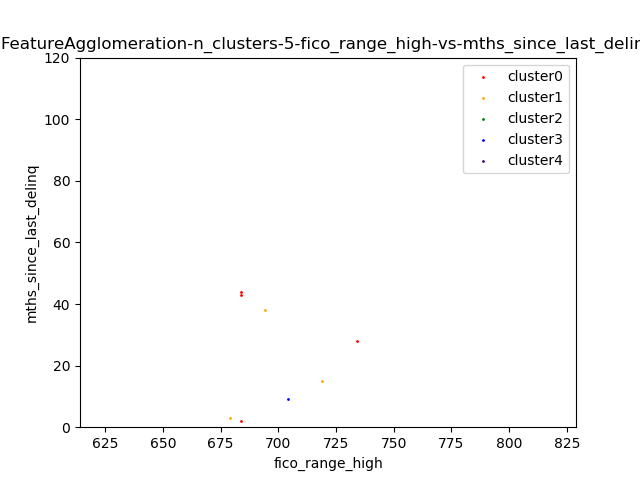 FeatureAgglomeration-n_clusters-5-fico_range_high-vs-mths_since_last_delin
120
100
80
60
40
20
0
mths_since_last_delinq
cluster0
cluster1
cluster2
cluster3
cluster4
625 650 675 700 725 750 775 800 825
fico_range_high